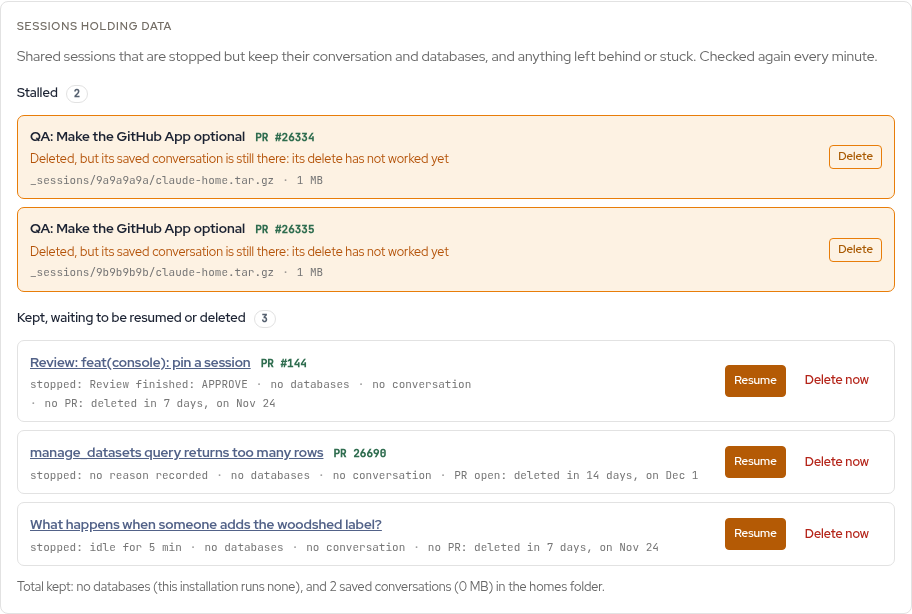 SESSIONS HOLDING DATA
Shared sessions that are stopped but keep their conversation and databases, and anything left behind or stuck. Checked again every minute.
Stalled 2
QA: Make the GitHub App optional PR #26334
Deleted, but its saved conversation is still there: its delete has not worked yet
_sessions/9a9a9a9a/claude-home.tar.gz · 1 MB
Delete
QA: Make the GitHub App optional PR #26335
Deleted, but its saved conversation is still there: its delete has not worked yet
_sessions/9b9b9b9b/claude-home.tar.gz · 1 MB
Delete
Kept, waiting to be resumed or deleted 3
Review: feat(console): pin a session PR #144
stopped: Review finished: APPROVE · no databases · no conversation
· no PR: deleted in 7 days, on Nov 24
Resume Delete now
manage_datasets query returns too many rows PR 26690
stopped: no reason recorded · no databases · no conversation · PR open: deleted in 14 days, on Dec 1
Resume Delete now
What happens when someone adds the woodshed label?
stopped: idle for 5 min · no databases · no conversation · no PR: deleted in 7 days, on Nov 24
Resume Delete now
Total kept: no databases (this installation runs none), and 2 saved conversations (0 MB) in the homes folder.